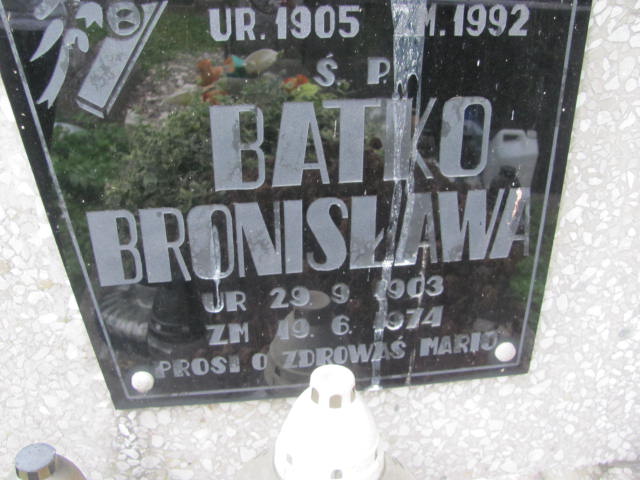 UR. 1905 ZM. 1992
Ś P
BATKO
BRONISŁAWA
UR 29. 9. 1903
ZM 19. 6. 1974
PROSI O ZDROWAŚ MARIO